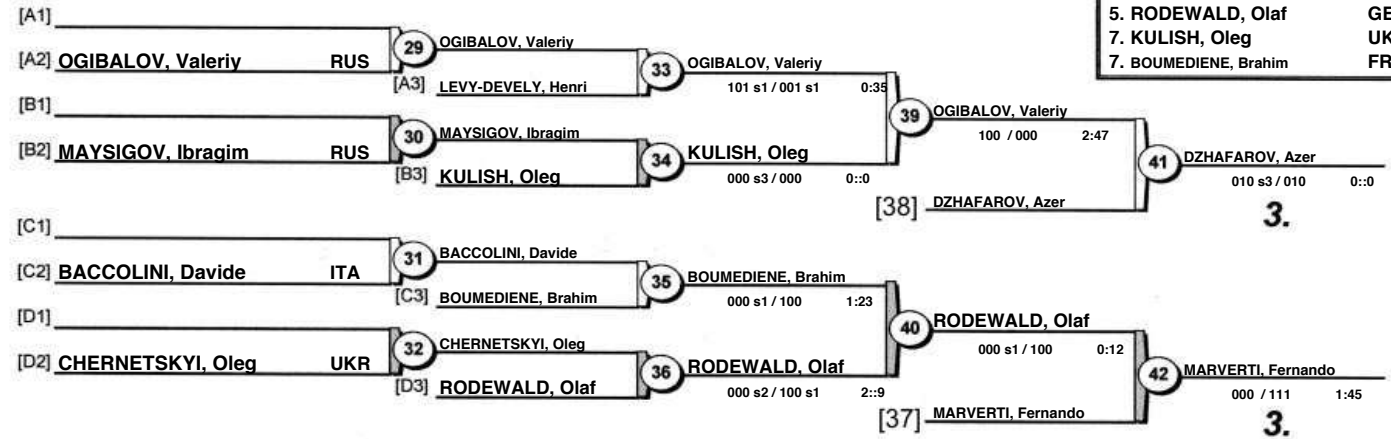 5. RODEWALD, Olaf GE
7. KULISH, Oleg UK
7. BOUMEDIENE, Brahim FR
[A1]
[A2] OGIBALOV, Valeriy RUS
29
OGIBALOV, Valeriy
[A3] LEVY-DEVELY, Henri
33
OGIBALOV, Valeriy
101 s1 / 001 s1 0:35
[B1]
[B2] MAYSIGOV, Ibragim RUS
30
MAYSIGOV, Ibragim
[B3] KULISH, Oleg
34
KULISH, Oleg
000 s3 / 000 0::0
39
OGIBALOV, Valeriy
100 / 000 2:47
[38] DZHAFAROV, Azer
41
DZHAFAROV, Azer
010 s3 / 010 0::0
3.
[C1]
[C2] BACCOLINI, Davide ITA
31
BACCOLINI, Davide
[C3] BOUMEDIENE, Brahim
35
BOUMEDIENE, Brahim
000 s1 / 100 1:23
[D1]
[D2] CHERNETSKYI, Oleg UKR
32
CHERNETSKYI, Oleg
[D3] RODEWALD, Olaf
36
RODEWALD, Olaf
000 s2 / 100 s1 2::9
40
RODEWALD, Olaf
000 s1 / 100 0:12
[37] MARVERTI, Fernando
42
MARVERTI, Fernando
000 / 111 1:45
3.